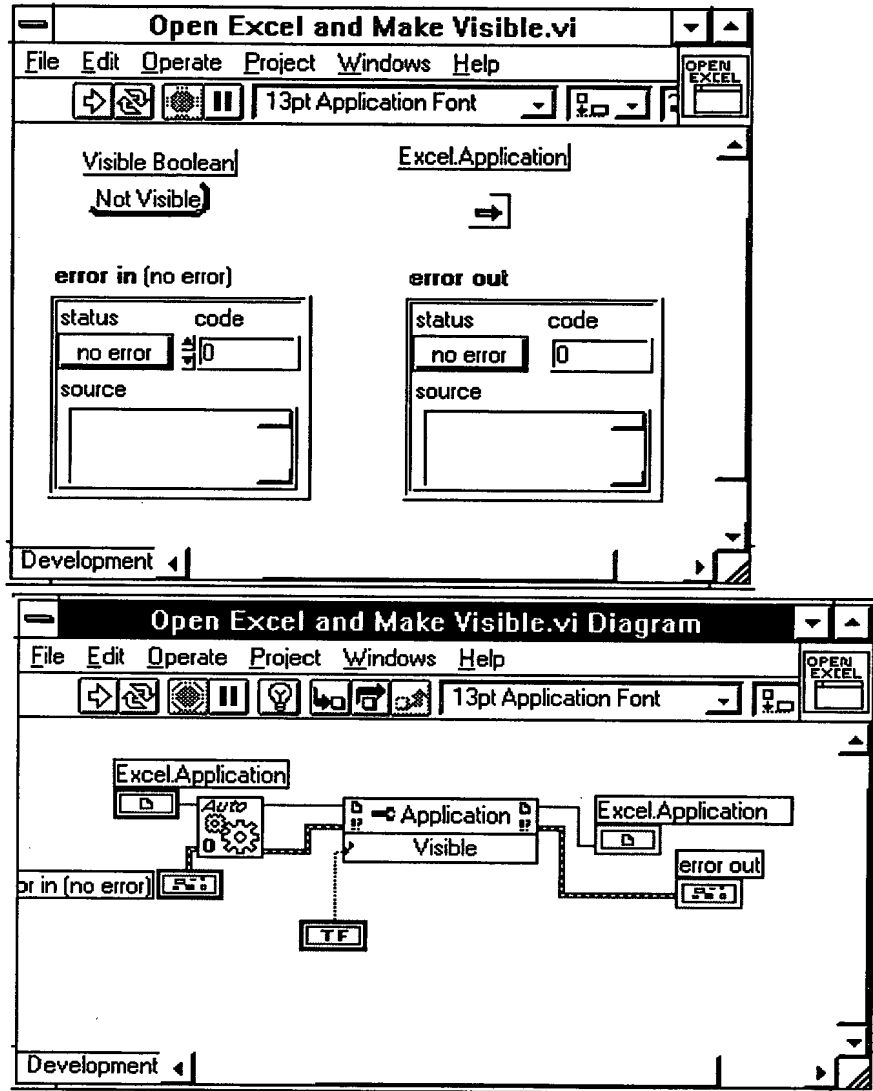 Open Excel and Make Visible.vi
File Edit Operate Project Windows Help
OPEN
EXCEL
13pt Application Font
Visible Boolean
Excel.Application
Not Visible
error in (no error)
error out
status code
no error 0
source
status code
no error 0
source
Development
Open Excel and Make Visible.vi Diagram
File Edit Operate Project Windows Help
OPEN
EXCEL
13pt Application Font
Excel.Application
Auto
0
Application
Visible
Excel.Application
error out
or in (no error)
TF
Development